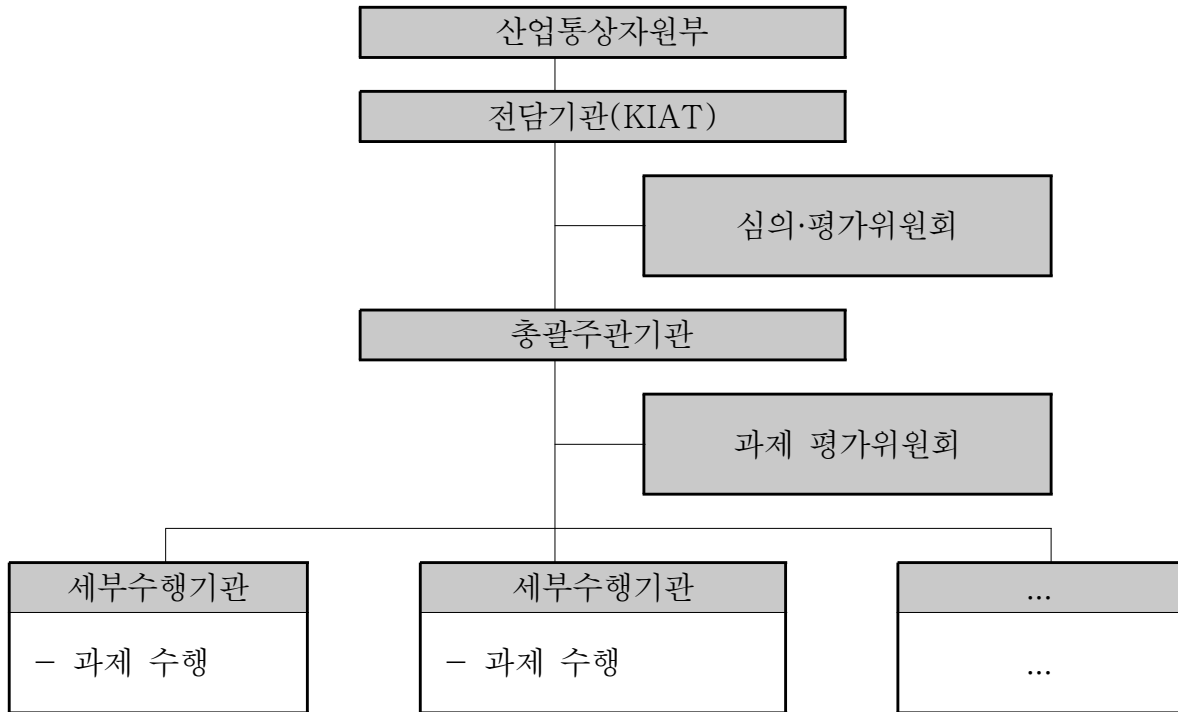 산업통상자원부
전담기관(KIAT)
심의·평가위원회
총괄주관기관
과제 평가위원회
세부수행기관
세부수행기관
...
- 과제 수행
- 과제 수행
...